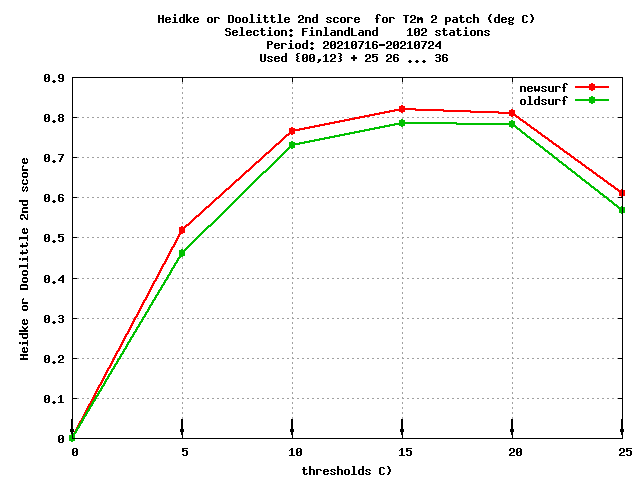 Heidke or Doolittle 2nd score  for T2m 2 patch (deg C)
Selection: FinlandLand    102 stations
Period: 20210716-20210724
Used {00,12} + 25 26 ... 36
newsurf
oldsurf
Heidke or Doolittle 2nd score
0.9
0.8
0.7
0.6
0.5
0.4
0.3
0.2
0.1
0
0 5 10 15 20 25
thresholds C)